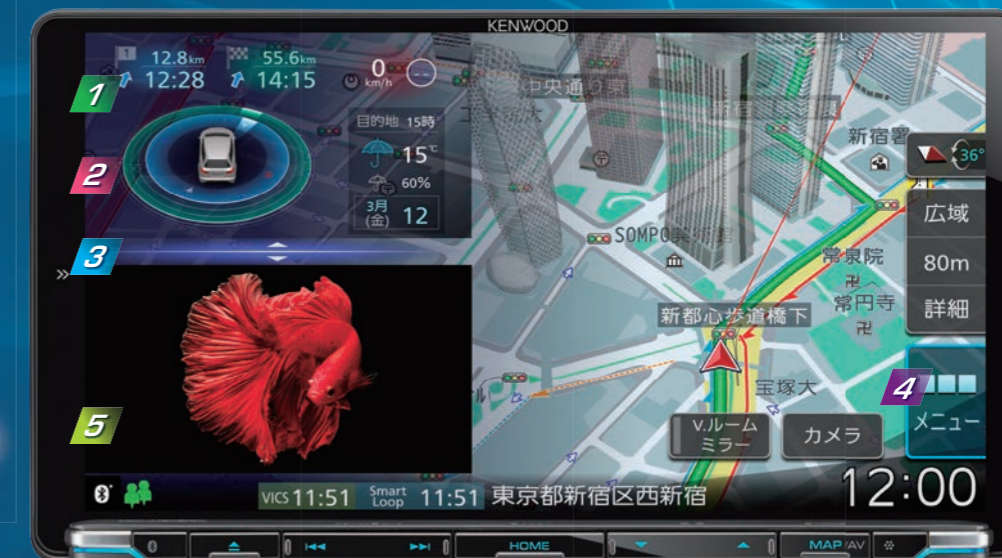 KENWOOD
1 12.8km 55.6km
12:28 14:15
0 km/h --
1
2
3
4
5
目的地 15時
15℃
60%
3月(金) 12
新宿署
36°
広域
80m
詳細
SOMPO美術館
常泉院
常円寺
新都心歩道橋下
宝塚大
V.ルーム
ミラー
カメラ
メニュー
VICS 11:51 Smart Loop 11:51 東京都新宿区西新宿
12:00
HOME
MAP/AV